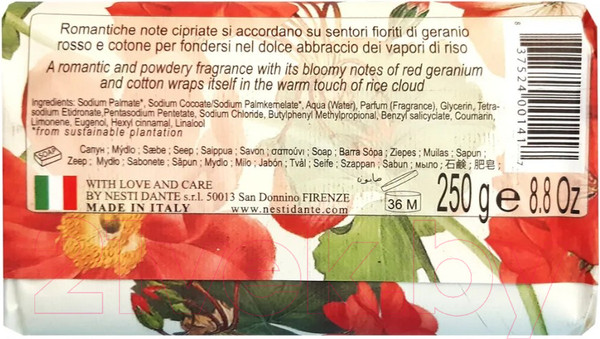 Romantiche note cipriate si accordano su sentori fioriti di geranio
rosso e cotone per fondersi nel dolce abbraccio dei vapori di riso
A romantic and powdery fragrance with its bloomy notes of red geranium
and cotton wraps itself in the warm touch of rice cloud
Ingredients: Sodium Palmate*, Sodium Cocoate/Sodium Palmkernelate*, Aqua (Water), Parfum (Fragrance), Glycerin, Tetra-
sodium Etidronate,Pentasodium Pentetate, Sodium Chloride, Butylphenyl Methylpropional, Benzyl salicylate, Coumarin,
Limonene, Eugenol, Hexyl cinnamal, Linalool
*from sustainable plantation
Сапун / Mýdlo / Sæbe / Seep / Saippua / Savon / σαπούνι / Soap / Barra Sópa / Ziepes / Muilas / Sapun /
Zeep / Mydło / Sabonete / Săpun / Mydlo / Milo / Jabón / Tvål / Seife / Szappan / Sabun / мыло / 石鹸 / 肥皂 /
صابون
WITH LOVE AND CARE
BY NESTI DANTE s.r.l. 50013 San Donnino FIRENZE
MADE IN ITALY www.nestidante.com
36 M
250 g e 8.8 Oz
8 37524 00014
21vek.by